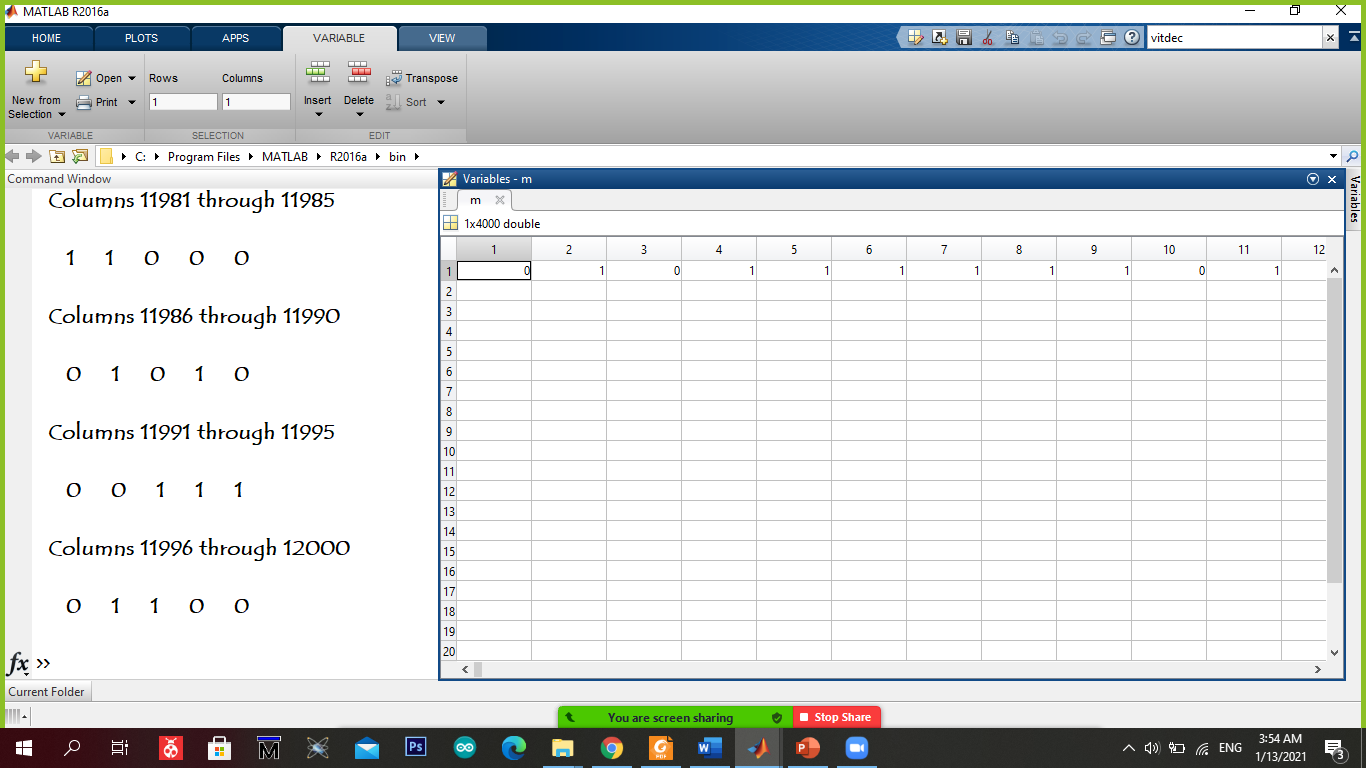 MATLAB R2016a
HOME PLOTS APPS VARIABLE VIEW
vitdec
New from
Selection
Open
Print
Rows Columns
1 1
Insert
Delete
Transpose
Sort
VARIABLE SELECTION EDIT
C: Program Files MATLAB R2016a bin
Command Window
Columns 11981 through 11985
1 1 0 0 0
Columns 11986 through 11990
0 1 0 1 0
Columns 11991 through 11995
0 0 1 1 1
Columns 11996 through 12000
0 1 1 0 0
fx >>
Current Folder
Variables - m
m
1x4000 double
1 2 3 4 5 6 7 8 9 10 11 12
1 0 1 0 1 1 1 1 1 1 0 1
2
3
4
5
6
7
8
9
10
11
12
13
14
15
16
17
18
19
20
Variables
You are screen sharing
Stop Share
M
Ps
PDF
W
P
ENG
3:54 AM
1/13/2021
3